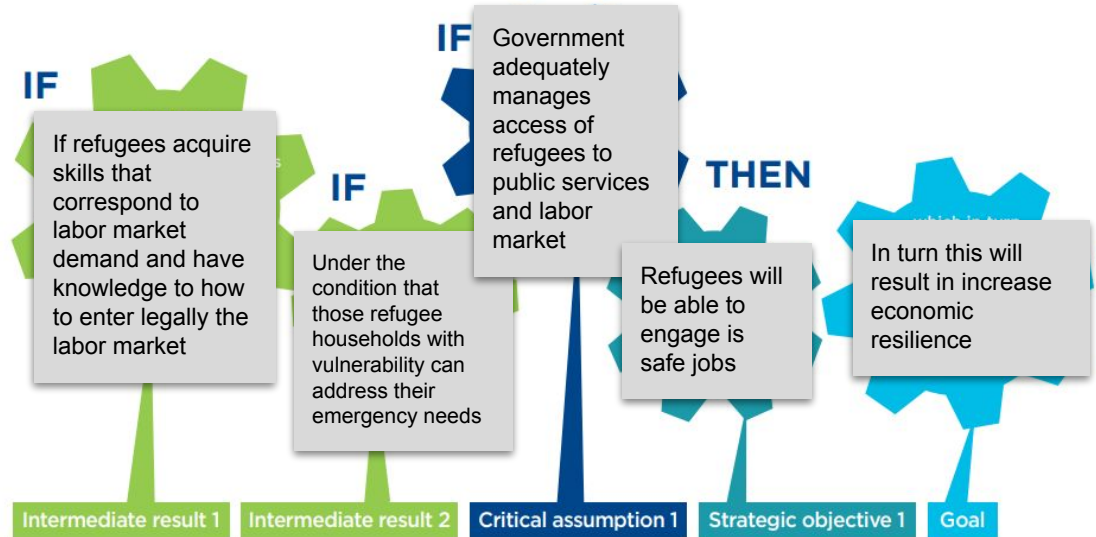 IF
If refugees acquire
skills that
correspond to
labor market
demand and have
knowledge to how
to enter legally the
labor market
Intermediate result 1
IF
Under the
condition that
those refugee
households with
vulnerability can
address their
emergency needs
Intermediate result 2
IF
Government
adequately
manages
access of
refugees to
public services
and labor
market
Critical assumption 1
THEN
Refugees will
be able to
engage is
safe jobs
Strategic objective 1
In turn this will
result in increase
economic
resilience
Goal